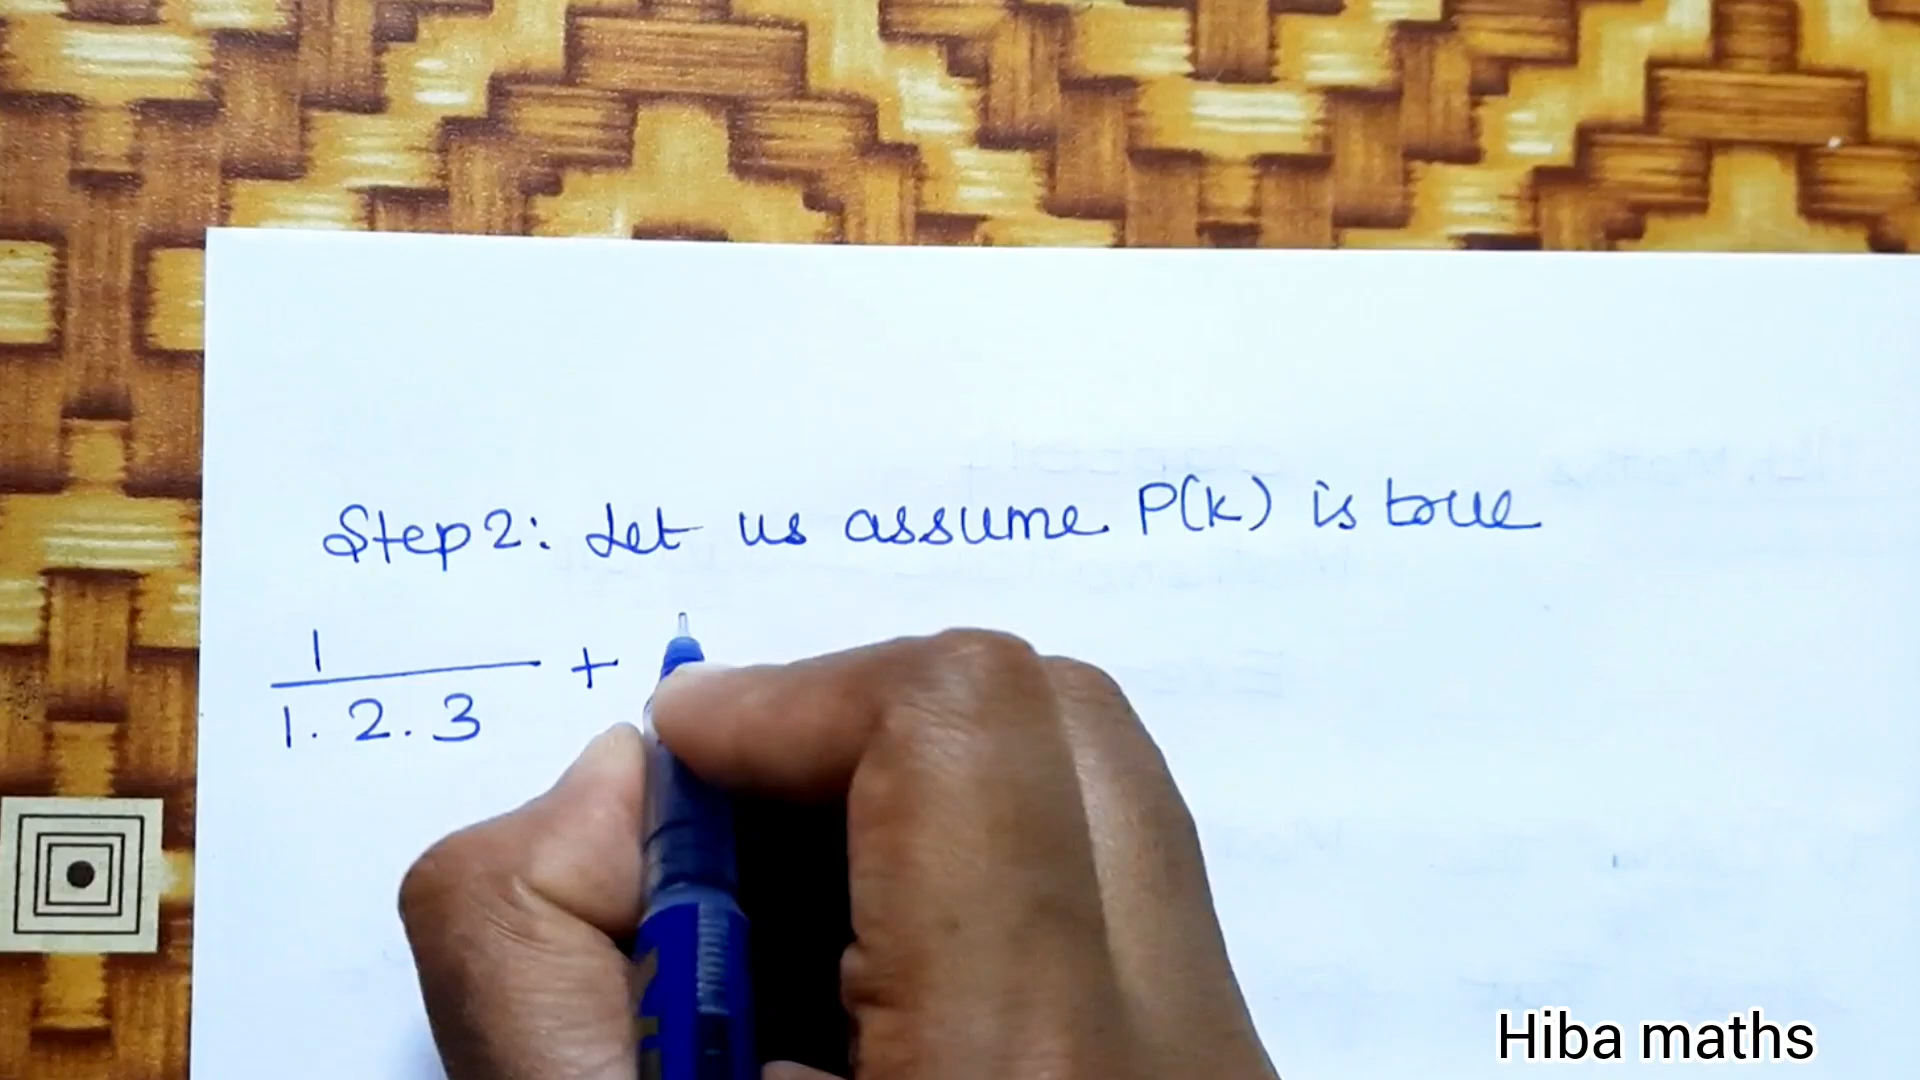 Step 2: Let us assume P(k) is true
1
1. 2. 3 +
Hiba maths